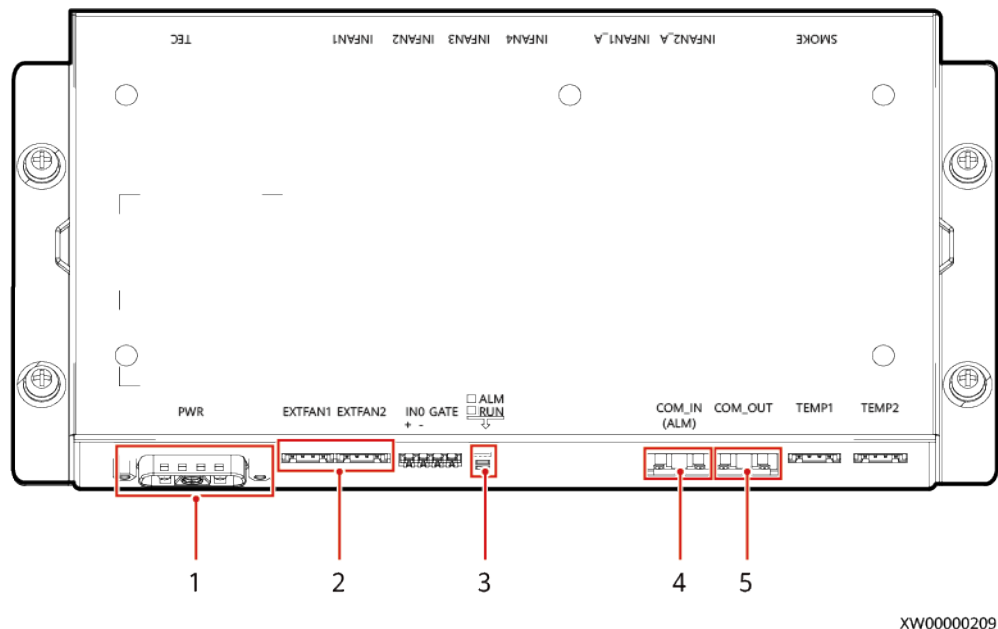 TEC INFAN1 INFAN2 INFAN3 INFAN4 INFAN1_A INFAN2_A SMOKE
PWR EXTFAN1 EXTFAN2 IN0 GATE ALM RUN COM_IN COM_OUT TEMP1 TEMP2
+ - (ALM)
1 2 3 4 5
XW00000209